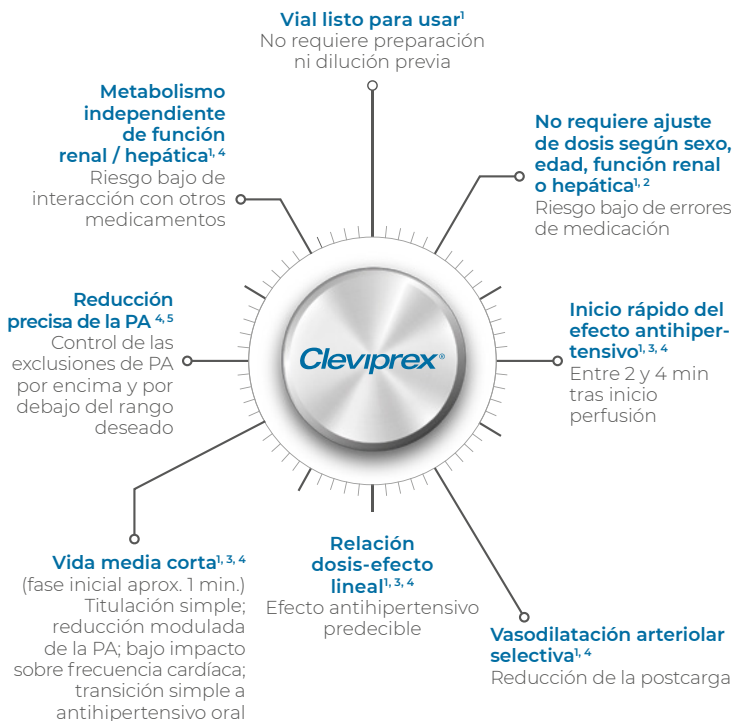 Vial listo para usar1
No requiere preparación
ni dilución previa
Metabolismo
independiente
de función
renal / hepática1, 4
Riesgo bajo de
interacción con otros
medicamentos
No requiere ajuste
de dosis según sexo,
edad, función renal
o hepática1, 2
Riesgo bajo de errores
de medicación
Reducción
precisa de la PA 4, 5
Control de las
exclusiones de PA
por encima y por
debajo del rango
deseado
Cleviprex®
Inicio rápido del
efecto antihiper-
tensivo1, 3, 4
Entre 2 y 4 min
tras inicio
perfusión
Vida media corta1, 3, 4
(fase inicial aprox. 1 min.)
Titulación simple;
reducción modulada
de la PA; bajo impacto
sobre frecuencia cardíaca;
transición simple a
antihipertensivo oral
Relación
dosis-efecto
lineal1, 3, 4
Efecto antihipertensivo
predecible
Vasodilatación arteriolar
selectiva1, 4
Reducción de la postcarga